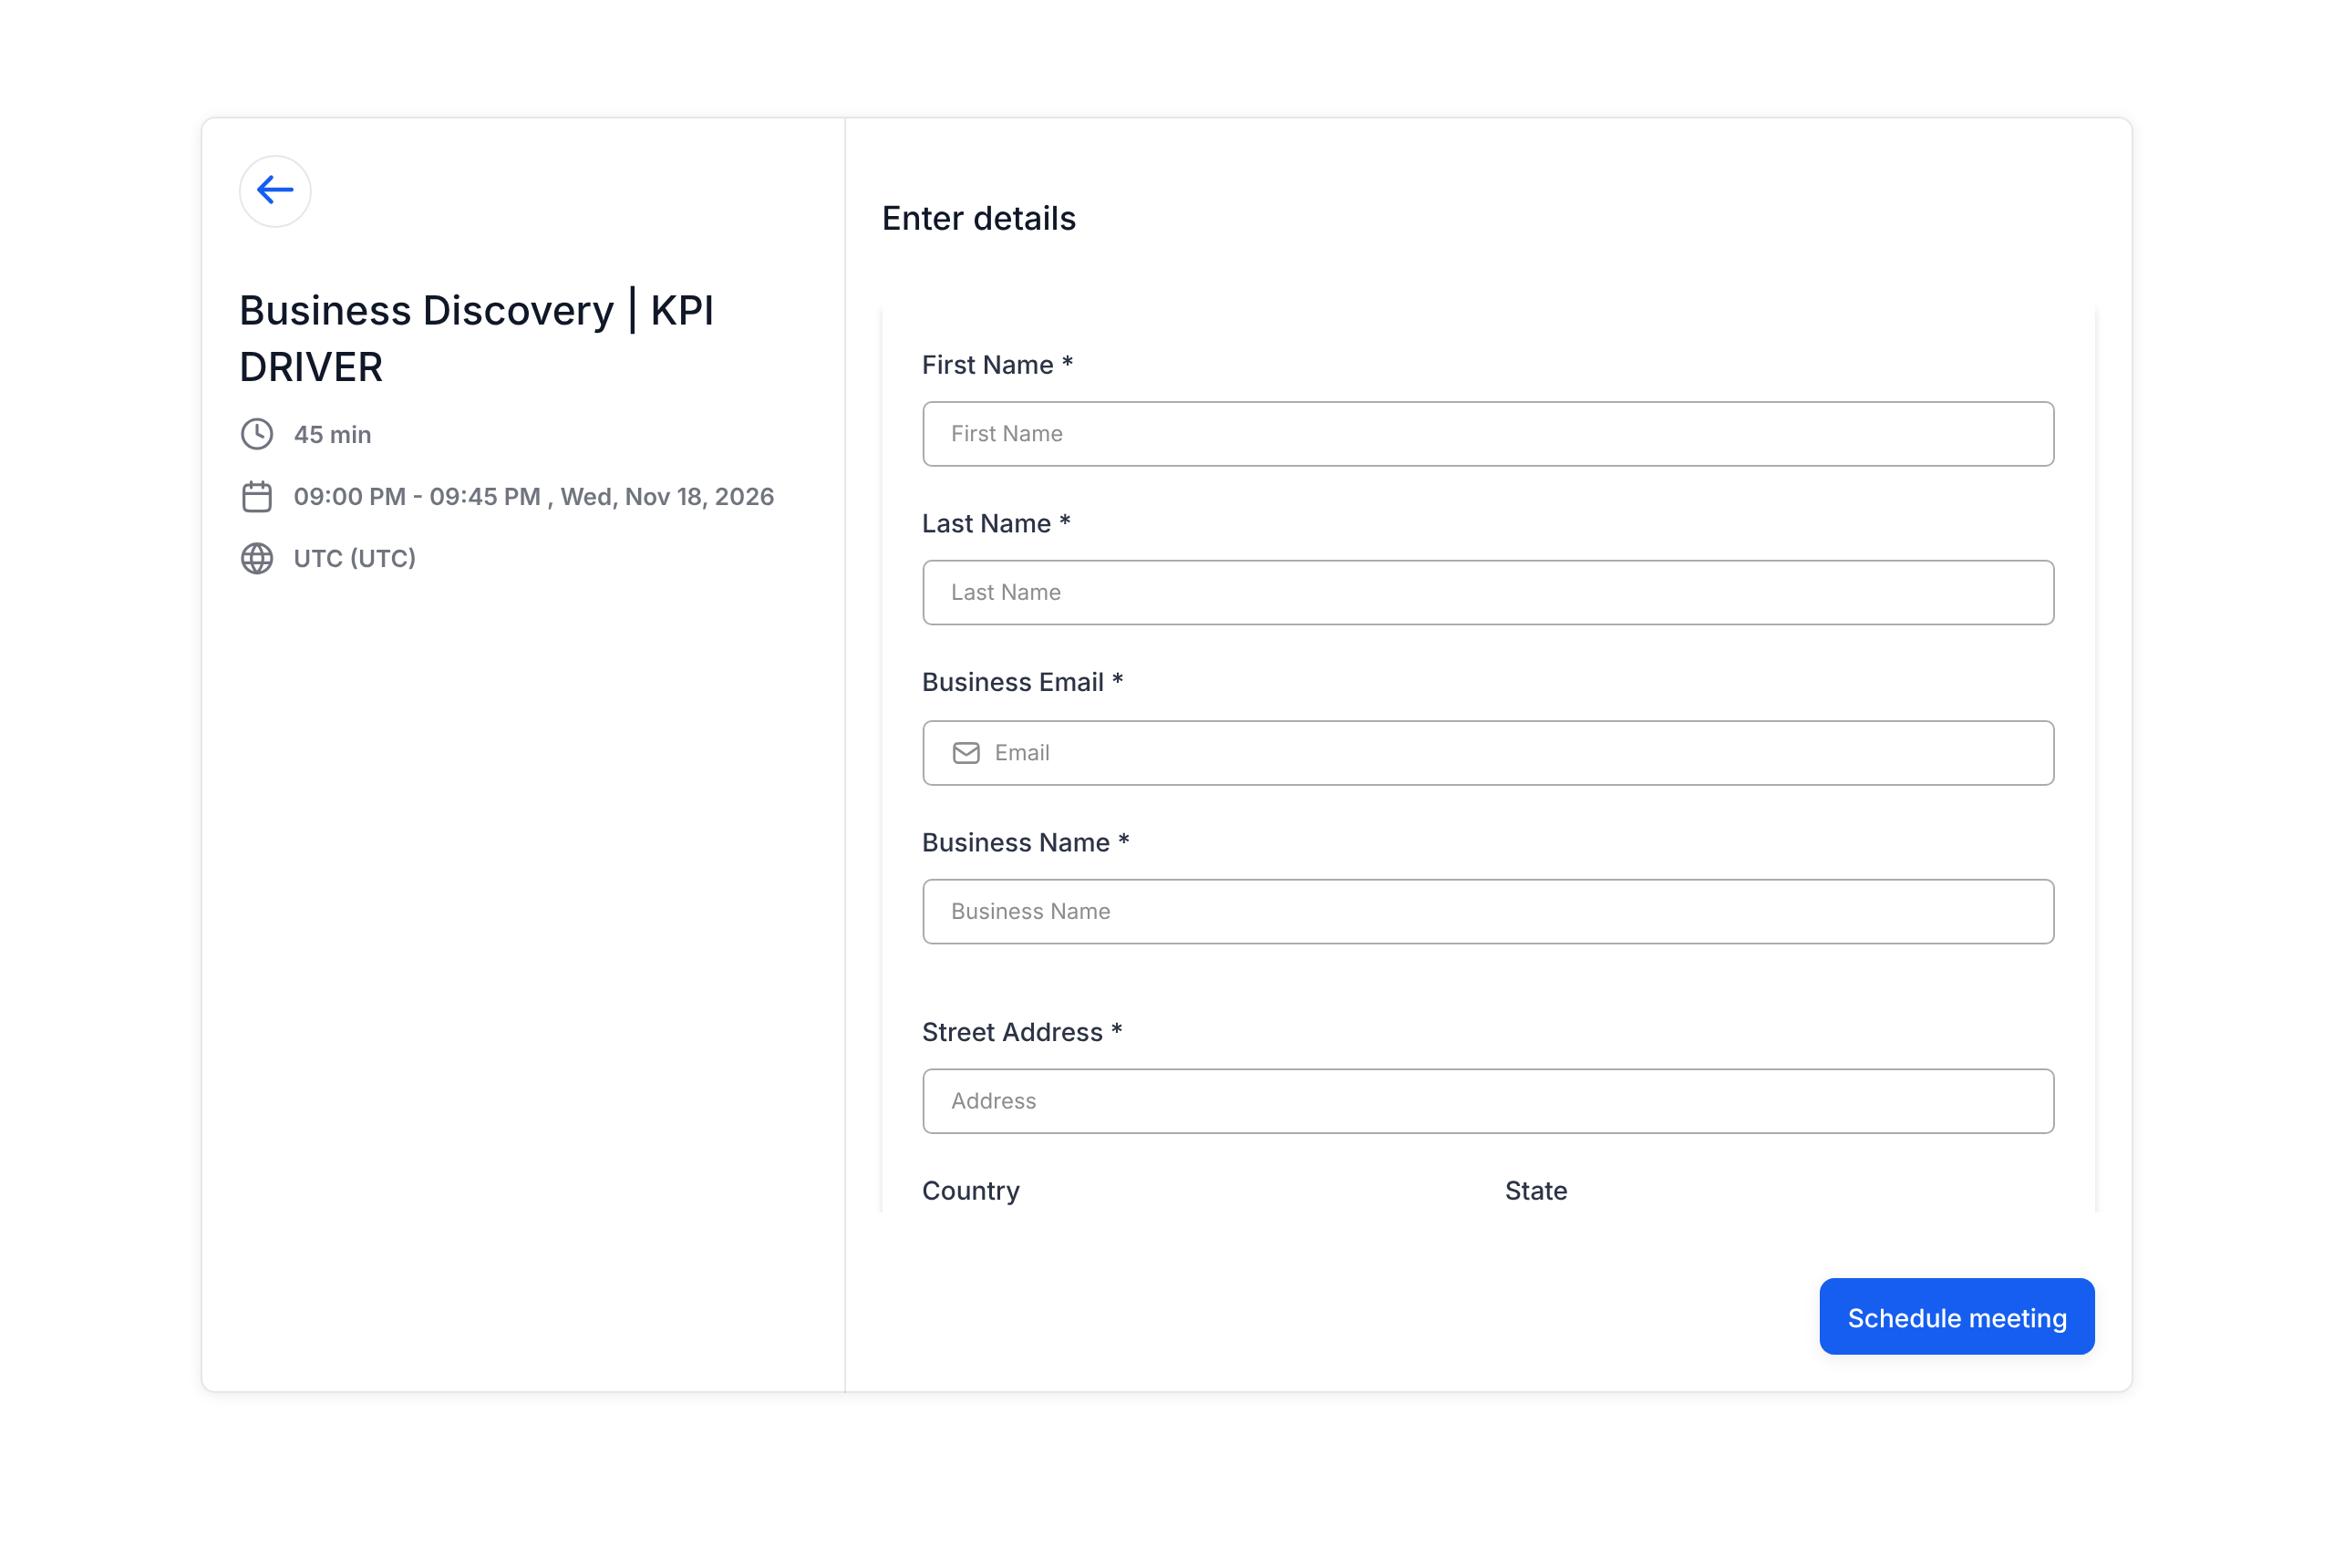 Business Discovery | KPI
DRIVER
45 min
09:00 PM - 09:45 PM , Wed, Nov 18, 2026
UTC (UTC)
Enter details
First Name *
First Name
Last Name *
Last Name
Business Email *
Email
Business Name *
Business Name
Street Address *
Address
Country State
Schedule meeting